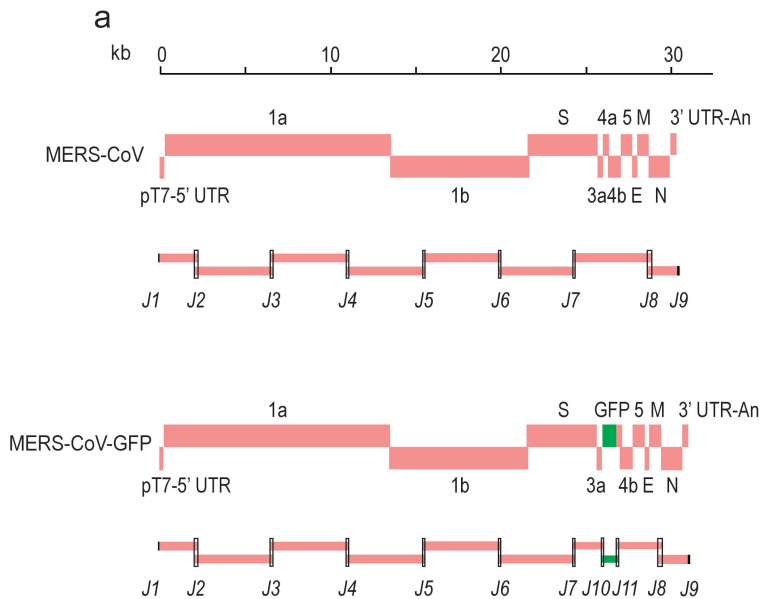 a
kb 0 10 20 30
1a S 4a 5 M 3' UTR-An
MERS-CoV
pT7-5' UTR 1b 3a4b E N
J1 J2 J3 J4 J5 J6 J7 J8 J9
1a S GFP 5 M 3' UTR-An
MERS-CoV-GFP
pT7-5' UTR 1b 3a 4b E N
J1 J2 J3 J4 J5 J6 J7 J10 J11 J8 J9